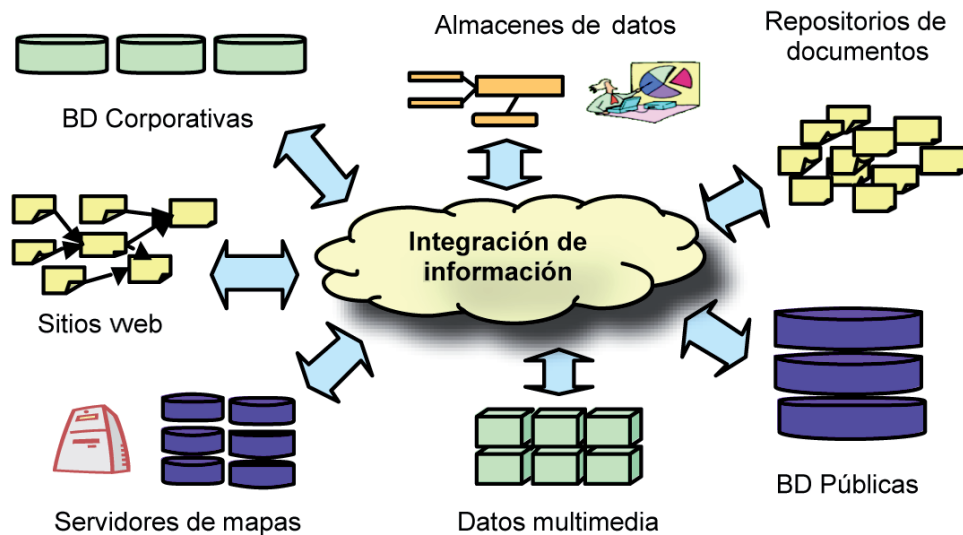 Almacenes de datos
Repositorios de
documentos
BD Corporativas
Integración de
información
Sitios web
BD Públicas
Servidores de mapas
Datos multimedia